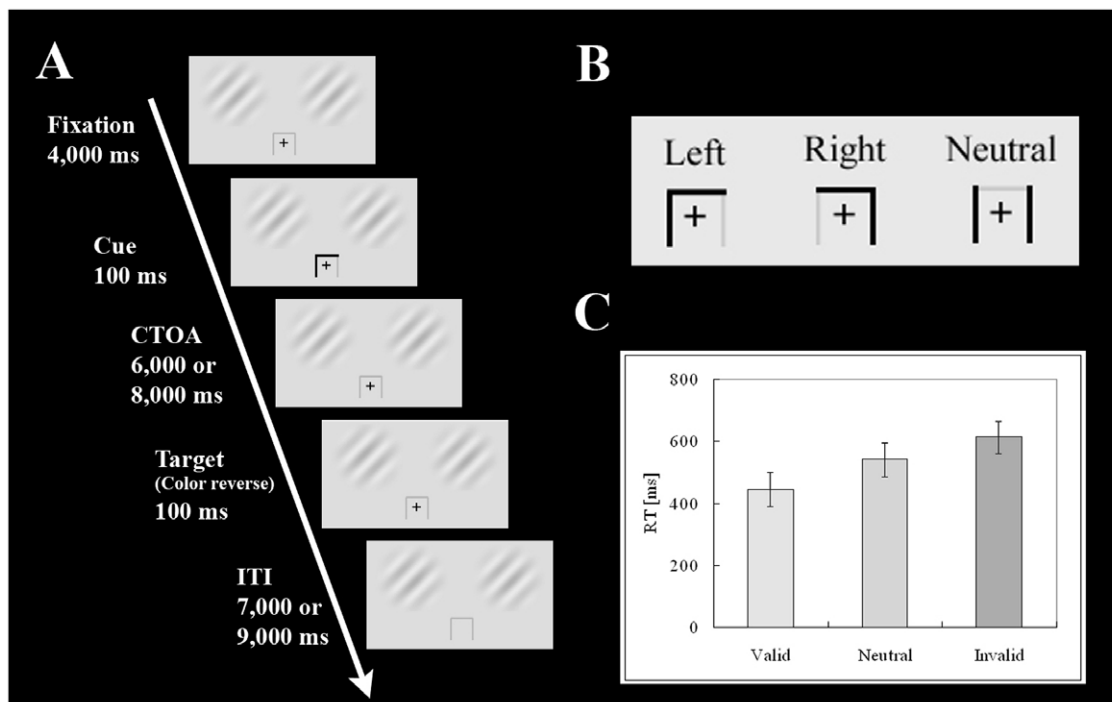 A
Fixation
4,000 ms
Cue
100 ms
CTOA
6,000 or
8,000 ms
Target
(Color reverse)
100 ms
ITI
7,000 or
9,000 ms
B
Left Right Neutral
C
RT [ms]
800
600
400
200
0
Valid Neutral Invalid